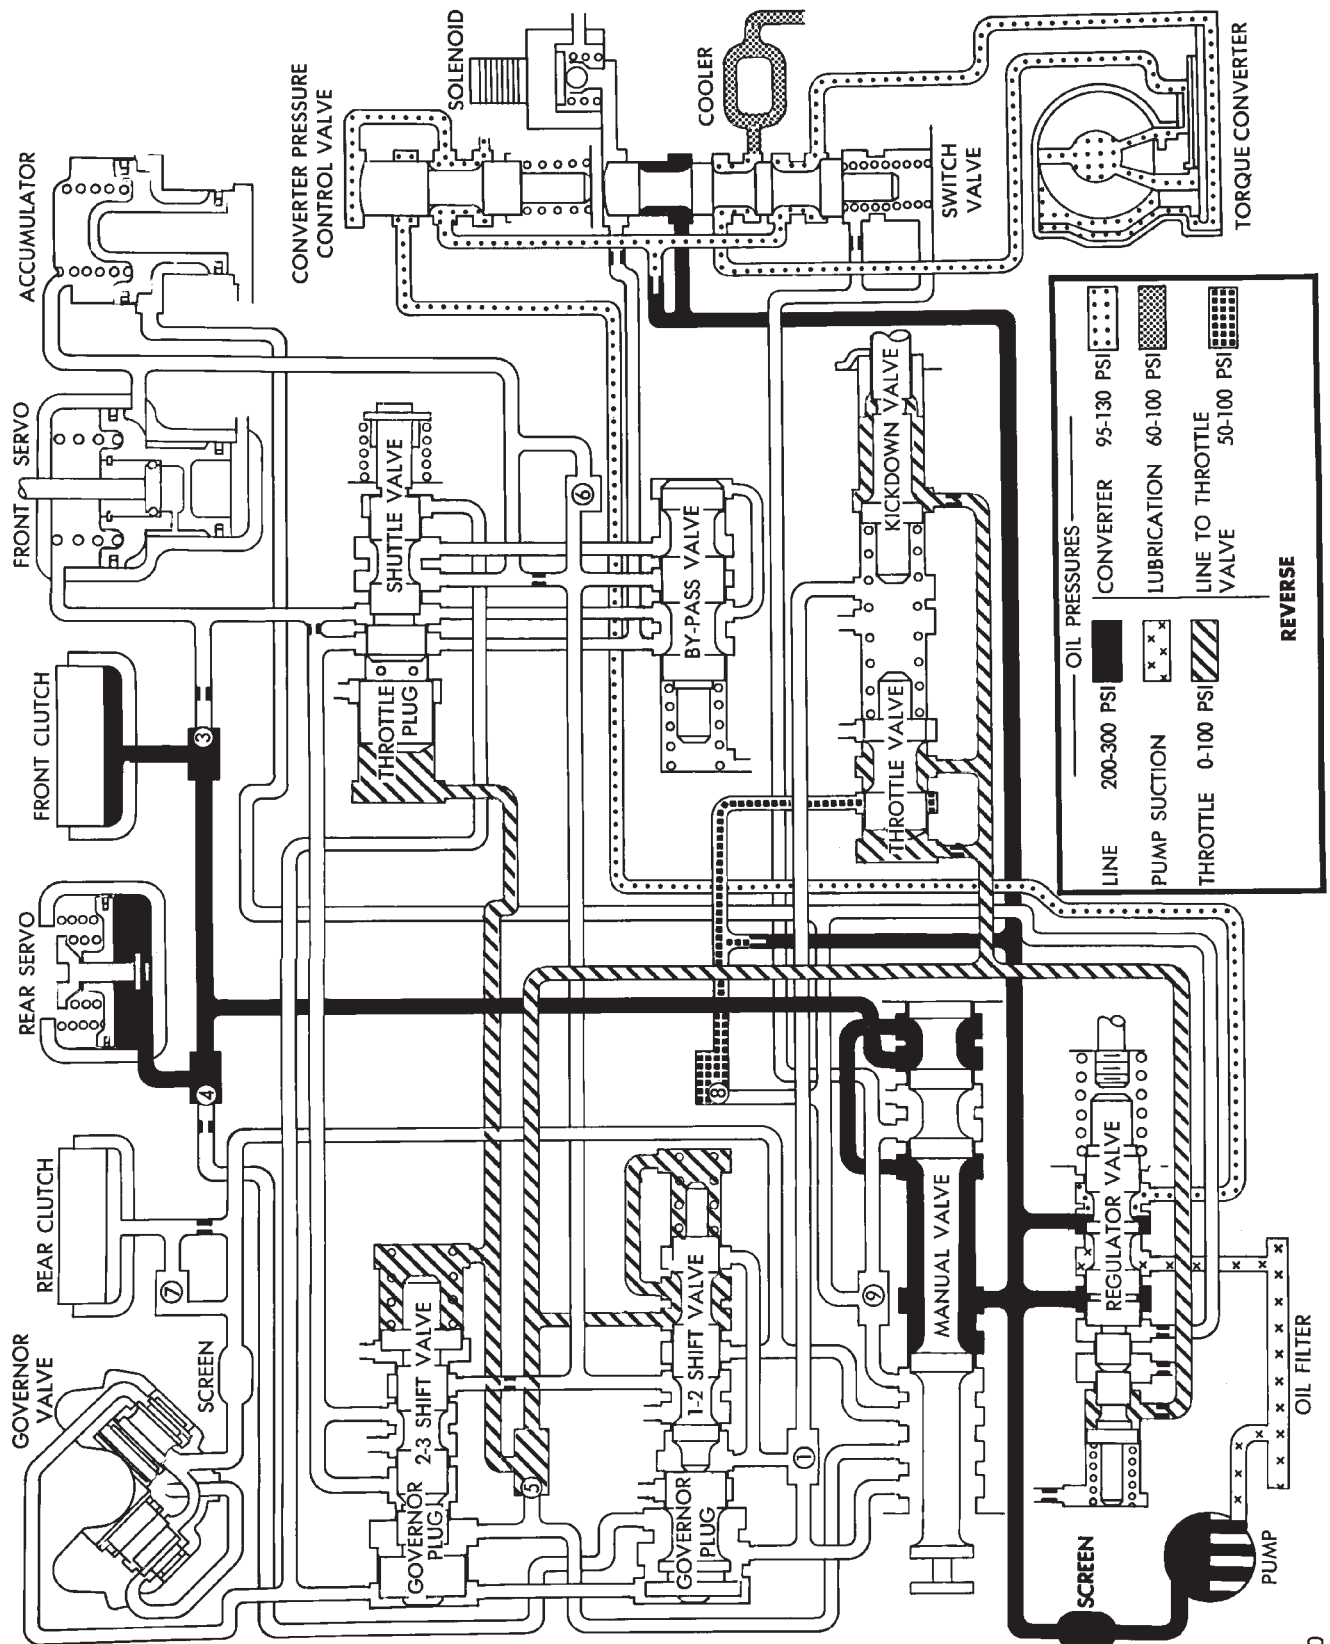 GOVERNOR
VALVE
SCREEN
REAR CLUTCH
REAR SERVO
FRONT CLUTCH
FRONT SERVO
ACCUMULATOR
7
4
3
CONVERTER PRESSURE
CONTROL VALVE
SOLENOID
COOLER
SWITCH
VALVE
TORQUE CONVERTER
GOVERNOR
PLUG
2-3 SHIFT VALVE
THROTTLE
PLUG
SHUTTLE VALVE
6
5
GOVERNOR
PLUG
1-2 SHIFT VALVE
BY-PASS VALVE
8
1
9
THROTTLE VALVE
KICKDOWN VALVE
MANUAL VALVE
REGULATOR VALVE
SCREEN
PUMP
OIL FILTER
OIL PRESSURES
LINE 200-300 PSI
CONVERTER 95-130 PSI
PUMP SUCTION
LUBRICATION 60-100 PSI
THROTTLE 0-100 PSI
LINE TO THROTTLE
VALVE 50-100 PSI
REVERSE